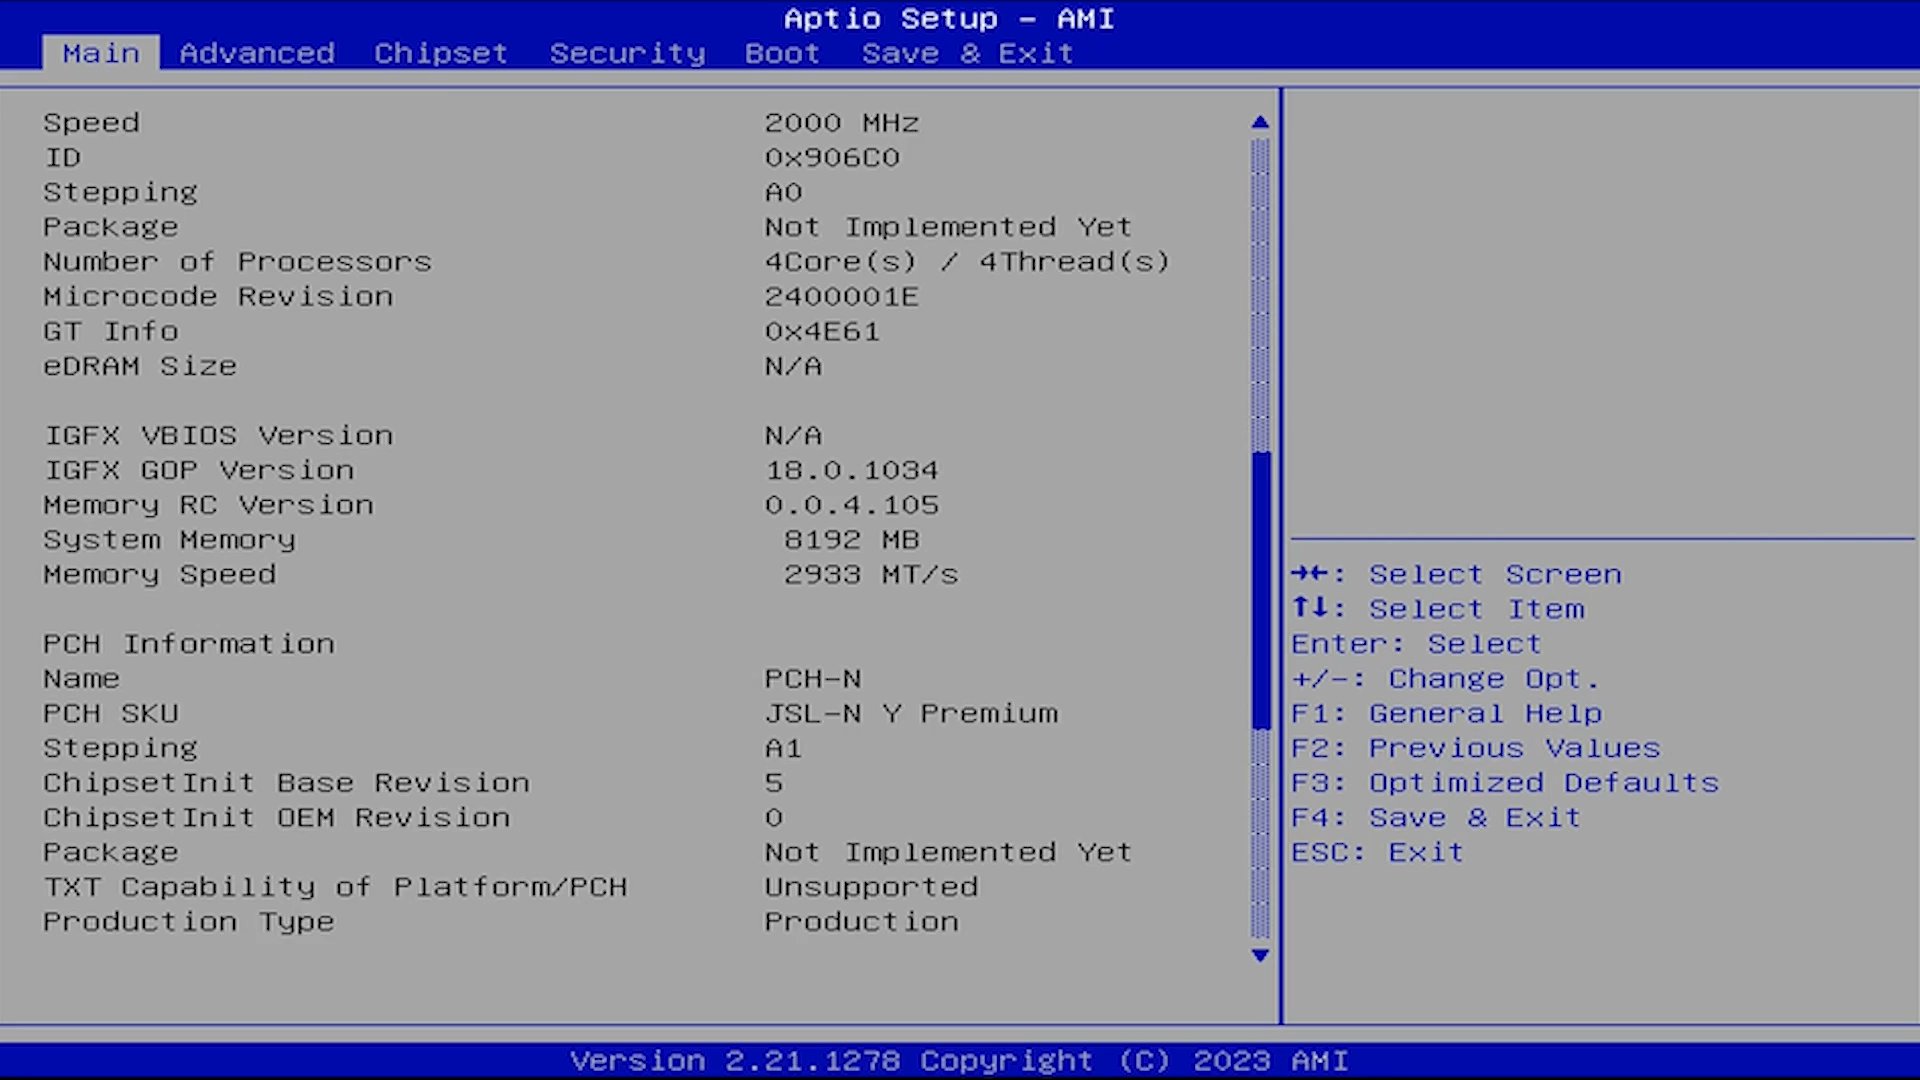 Aptio Setup - AMI
Main Advanced Chipset Security Boot Save & Exit
Speed 2000 MHz
ID 0x906C0
Stepping A0
Package Not Implemented Yet
Number of Processors 4Core(s) / 4Thread(s)
Microcode Revision 2400001E
GT Info 0x4E61
eDRAM Size N/A
IGFX VBIOS Version N/A
IGFX GOP Version 18.0.1034
Memory RC Version 0.0.4.105
System Memory 8192 MB
Memory Speed 2933 MT/s
PCH Information
Name PCH-N
PCH SKU JSL-N Y Premium
Stepping A1
ChipsetInit Base Revision 5
ChipsetInit OEM Revision 0
Package Not Implemented Yet
TXT Capability of Platform/PCH Unsupported
Production Type Production
→←: Select Screen
↑↓: Select Item
Enter: Select
+/-: Change Opt.
F1: General Help
F2: Previous Values
F3: Optimized Defaults
F4: Save & Exit
ESC: Exit
Version 2.21.1278 Copyright (C) 2023 AMI